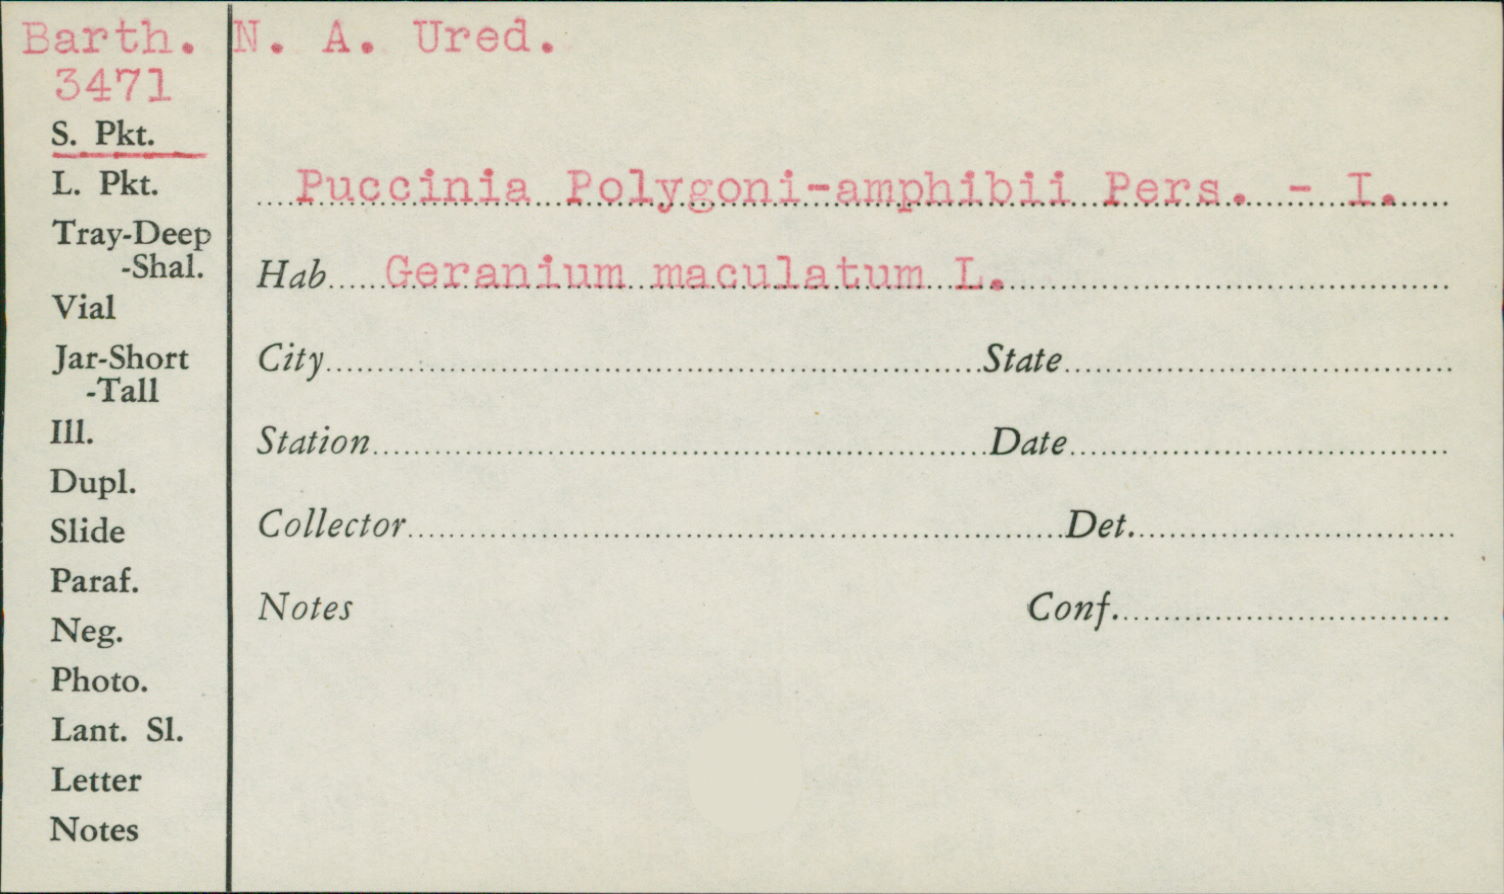 Barth. N. A. Ured.
3471
S. Pkt.
L. Pkt.
Tray-Deep
-Shal.
Vial
Jar-Short
-Tall
Ill.
Dupl.
Slide
Paraf.
Neg.
Photo.
Lant. Sl.
Letter
Notes
Puccinia Polygoni-amphibii Pers. - I.
Hab Geranium maculatum L.
City State
Station Date
Collector Det.
Notes Conf.